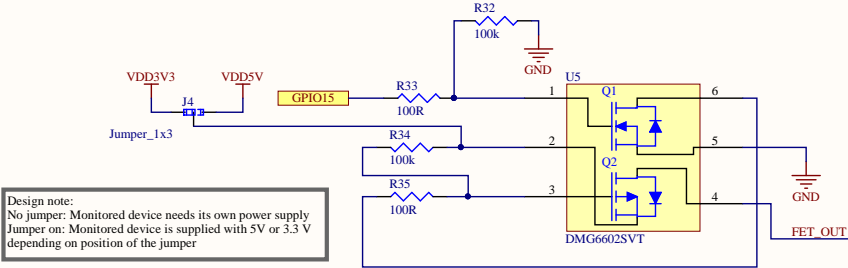 R32
100k
GND
VDD3V3
VDD5V
U5
J4
GPIO15
R33
1
Q1
6
100R
Jumper_1x3
R34
2
5
100k
Q2
R35
3
GND
4
100R
Design note:
No jumper: Monitored device needs its own power supply
Jumper on: Monitored device is supplied with 5V or 3.3 V
depending on position of the jumper
FET_OUT
DMG6602SVT